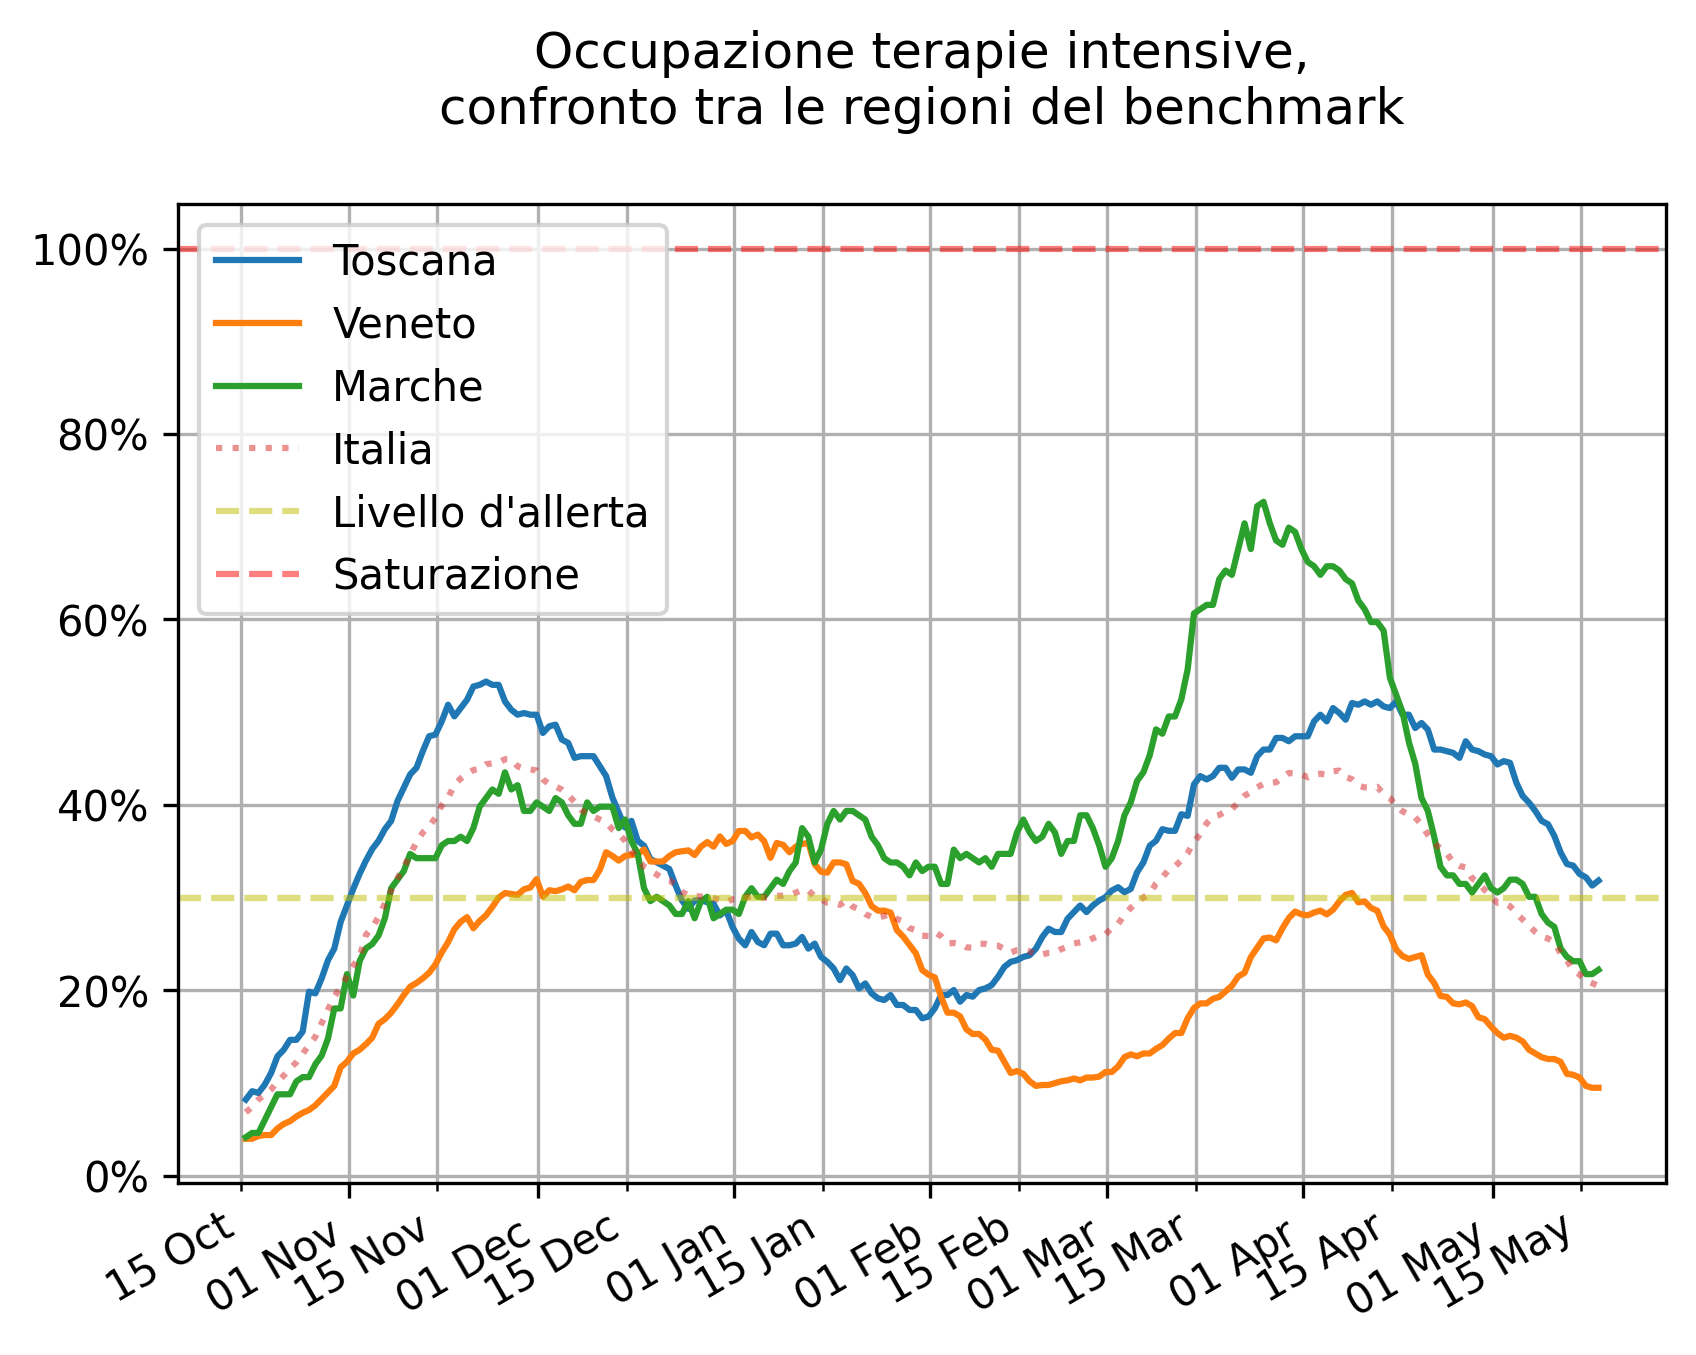 Occupazione terapie intensive,
confronto tra le regioni del benchmark
100%
80%
60%
40%
20%
0%
Toscana
Veneto
Marche
Italia
Livello d'allerta
Saturazione
15 Oct
01 Nov
15 Nov
01 Dec
15 Dec
01 Jan
15 Jan
01 Feb
15 Feb
01 Mar
15 Mar
01 Apr
15 Apr
01 May
15 May